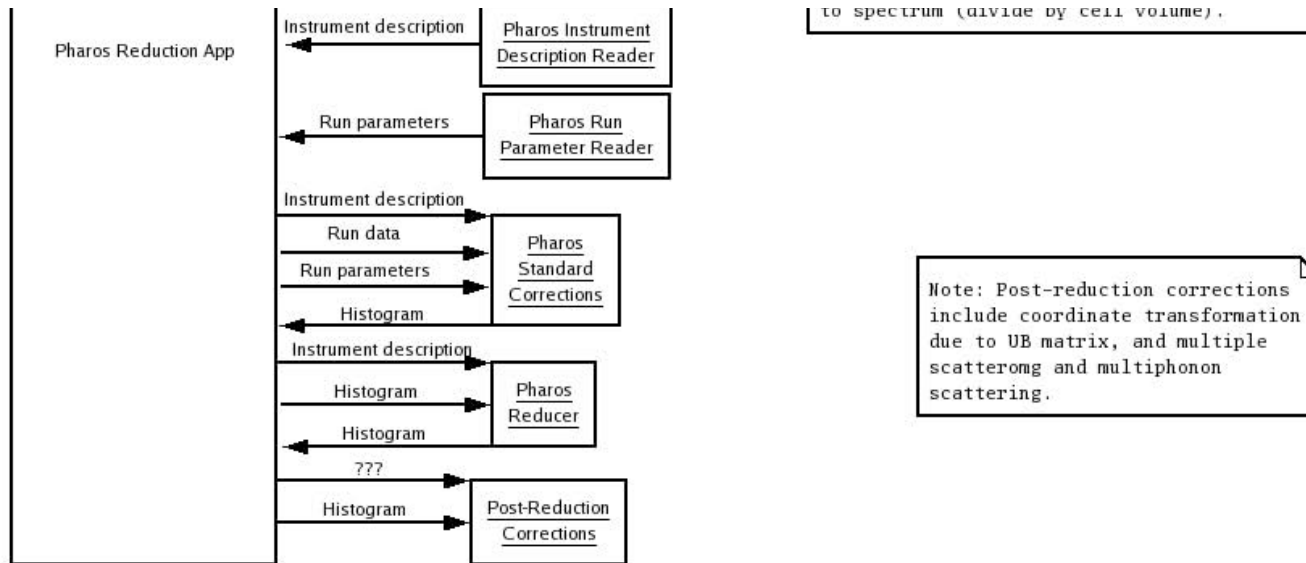 to spectrum (divide by cell volume).
Instrument description
Pharos Instrument
Description Reader
Pharos Reduction App
Run parameters
Pharos Run
Parameter Reader
Instrument description
Run data
Run parameters
Histogram
Pharos
Standard
Corrections
Note: Post-reduction corrections
include coordinate transformation
due to UB matrix, and multiple
scatteromg and multiphonon
scattering.
Instrument description
Histogram
Histogram
Pharos
Reducer
???
Histogram
Post-Reduction
Corrections